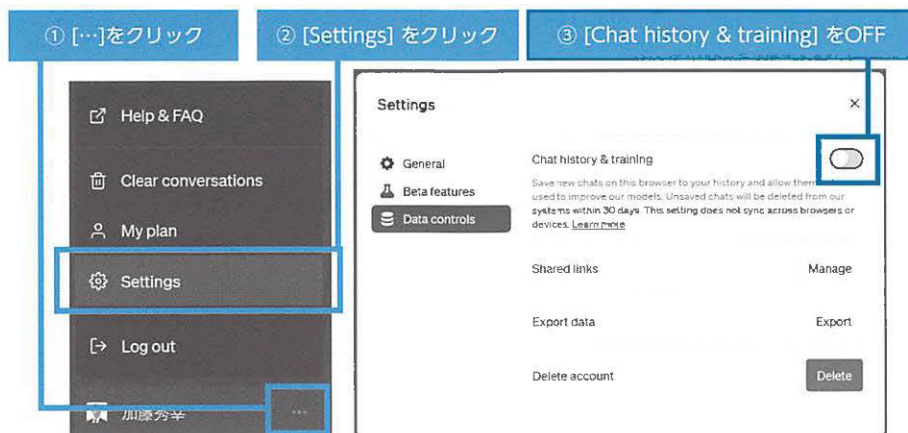 ① […]をクリック
② [Settings] をクリック
③ [Chat history & training] をOFF
Help & FAQ
Clear conversations
My plan
Settings
Log out
加藤秀幸
…
Settings
×
General
Beta features
Data controls
Chat history & training
Save new chats on this browser to your history and allow them
used to improve our models. Unsaved chats will be deleted from our
systems within 30 days. This setting does not sync across browsers or
devices. Learn more
Shared links
Manage
Export data
Export
Delete account
Delete